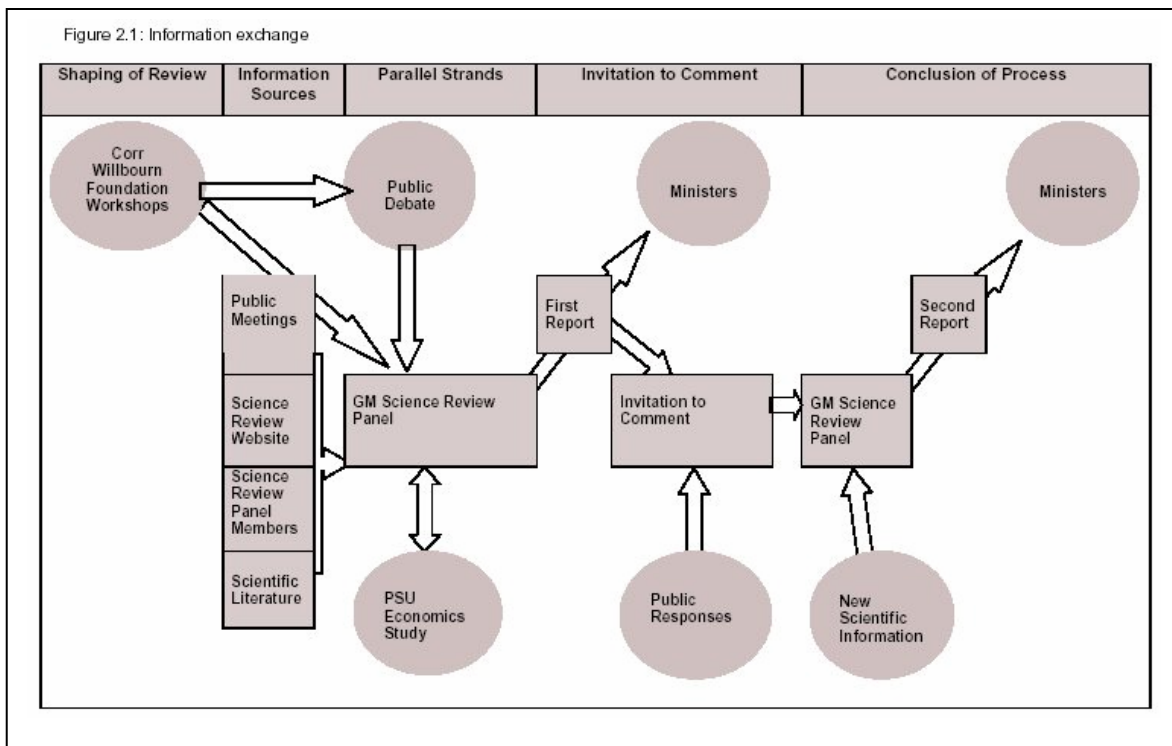 Figure 2.1: Information exchange
Shaping of Review
Information
Sources
Parallel Strands
Invitation to Comment
Conclusion of Process
Corr
Willbourn
Foundation
Workshops
Public
Debate
Ministers
Ministers
Public
Meetings
First
Report
Second
Report
Science
Review
Website
GM Science Review
Panel
Invitation to
Comment
GM Science
Review
Panel
Science
Review
Panel
Members
Scientific
Literature
PSU
Economics
Study
Public
Responses
New
Scientific
Information